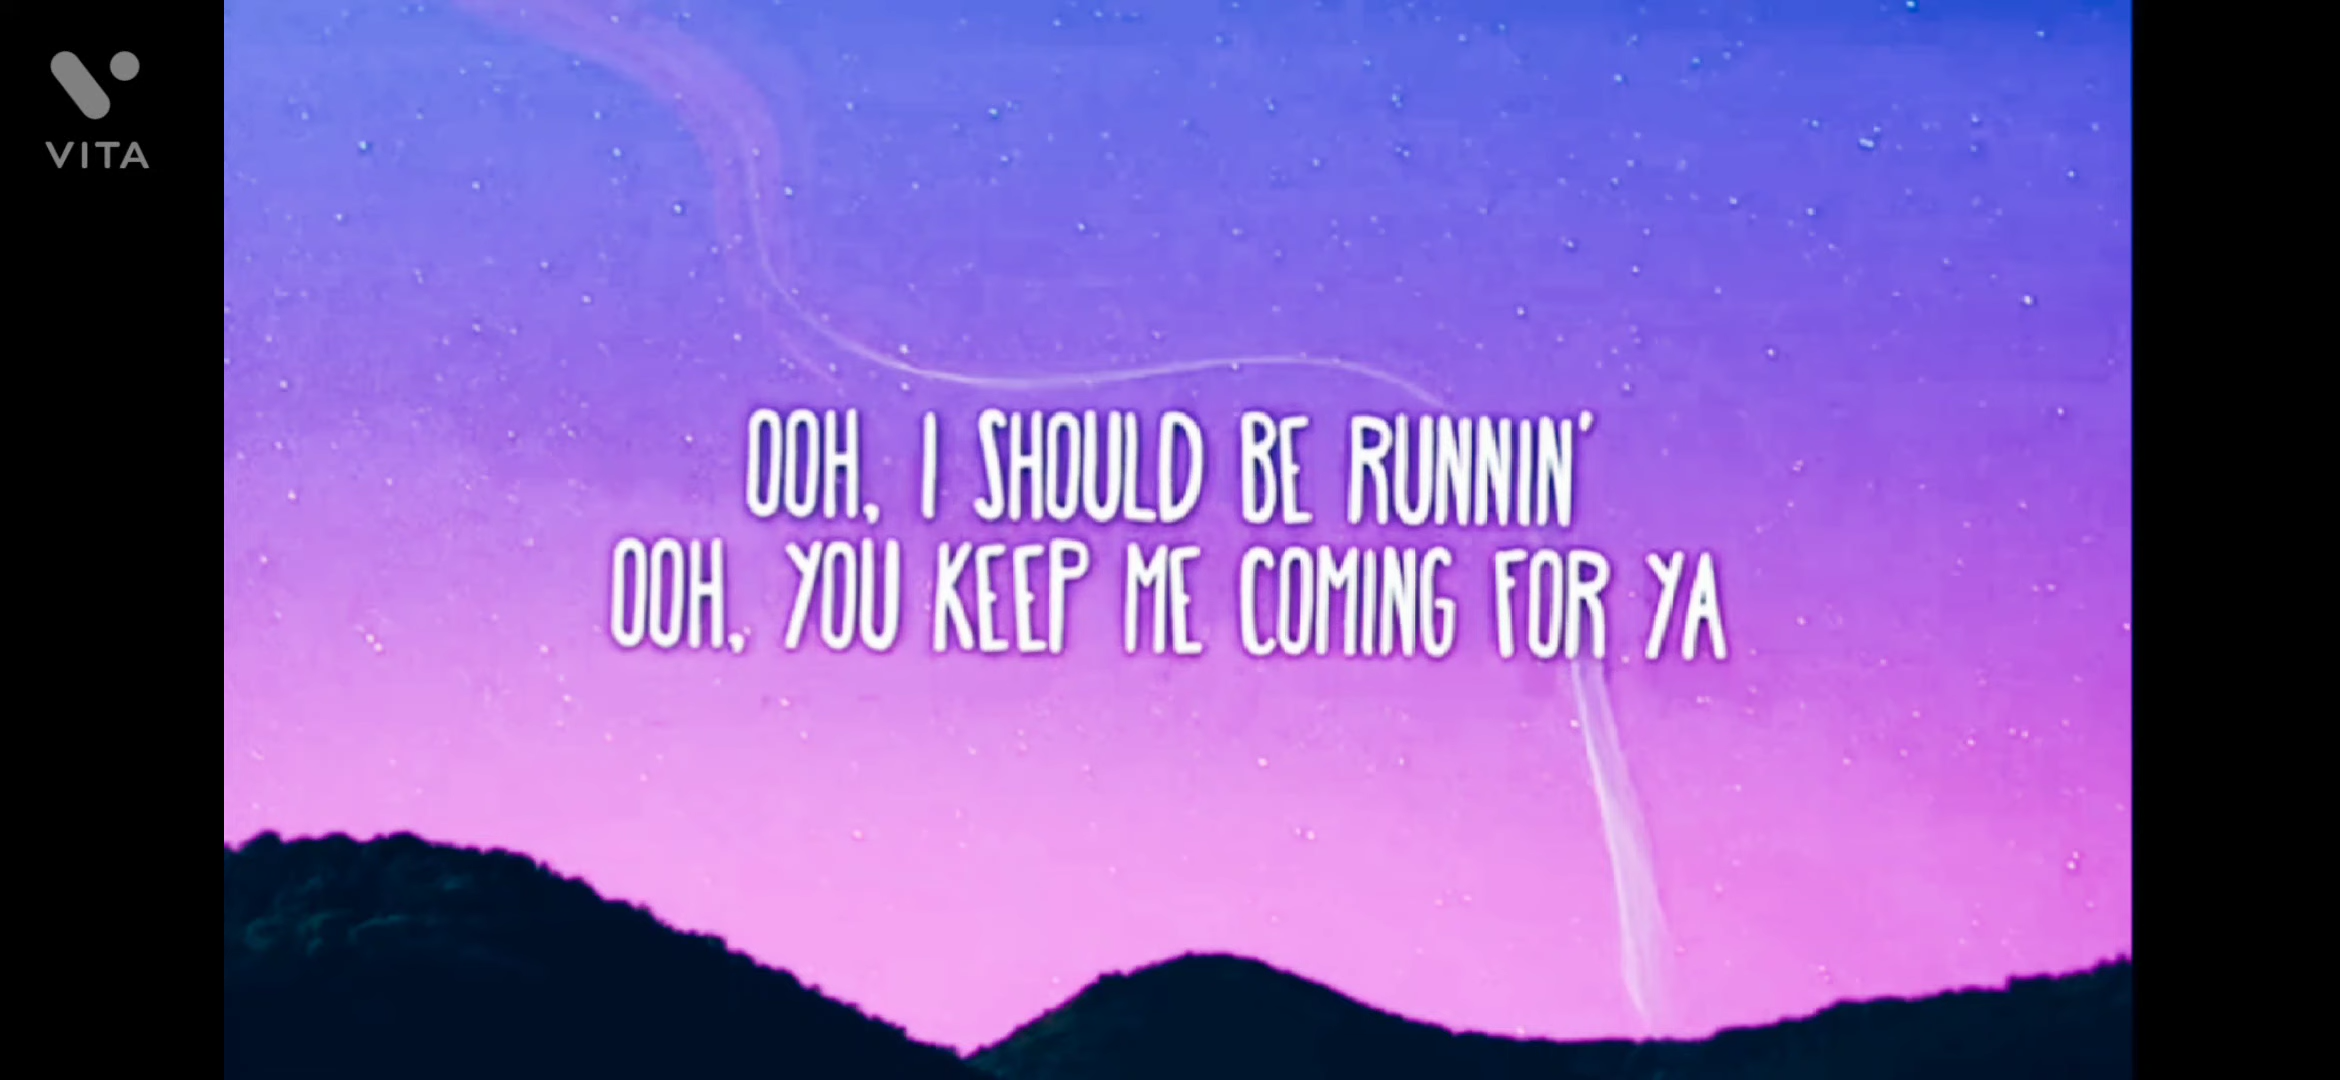 VITA
OOH, I SHOULD BE RUNNIN'
OOH, YOU KEEP ME COMING FOR YA